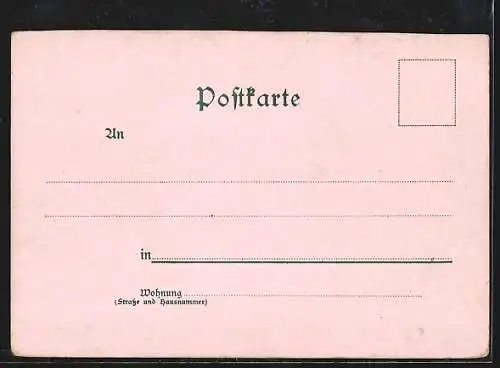 Postkarte
An
in
Wohnung
(Straße und Hausnummer)